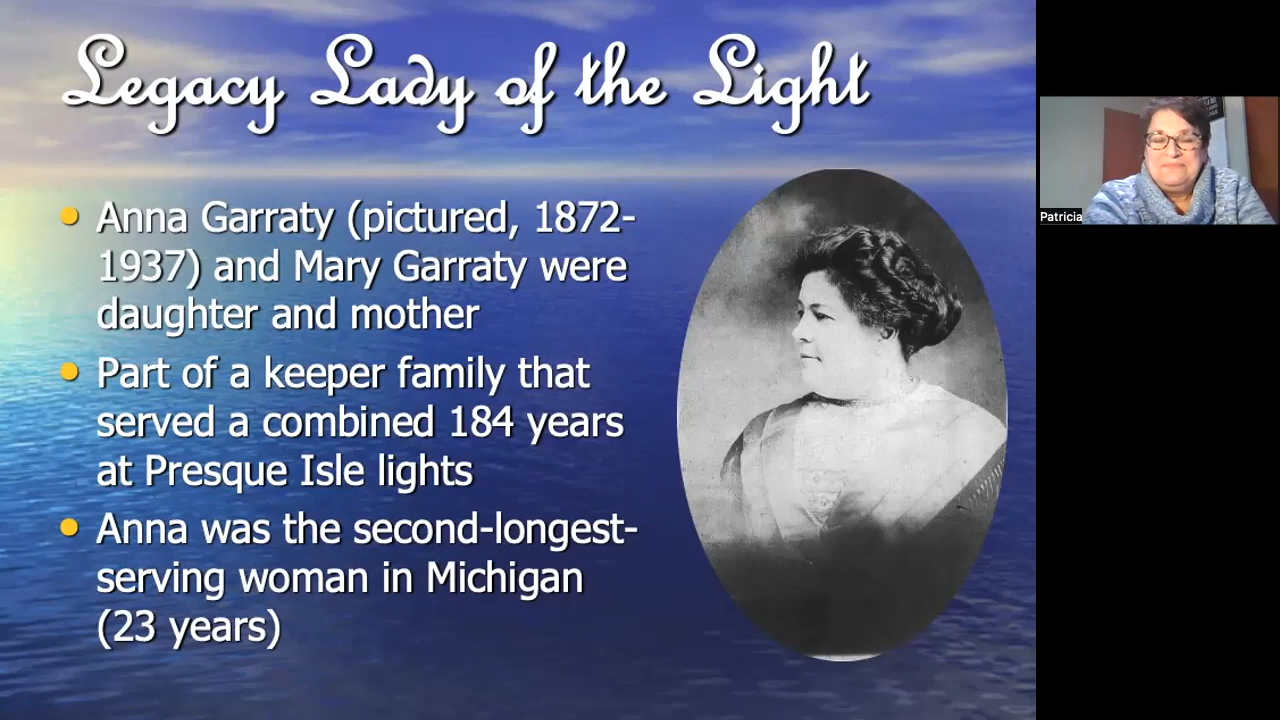 Legacy Lady of the Light
Anna Garraty (pictured, 1872-
1937) and Mary Garraty were
daughter and mother
Part of a keeper family that
served a combined 184 years
at Presque Isle lights
Anna was the second-longest-
serving woman in Michigan
(23 years)
Patricia